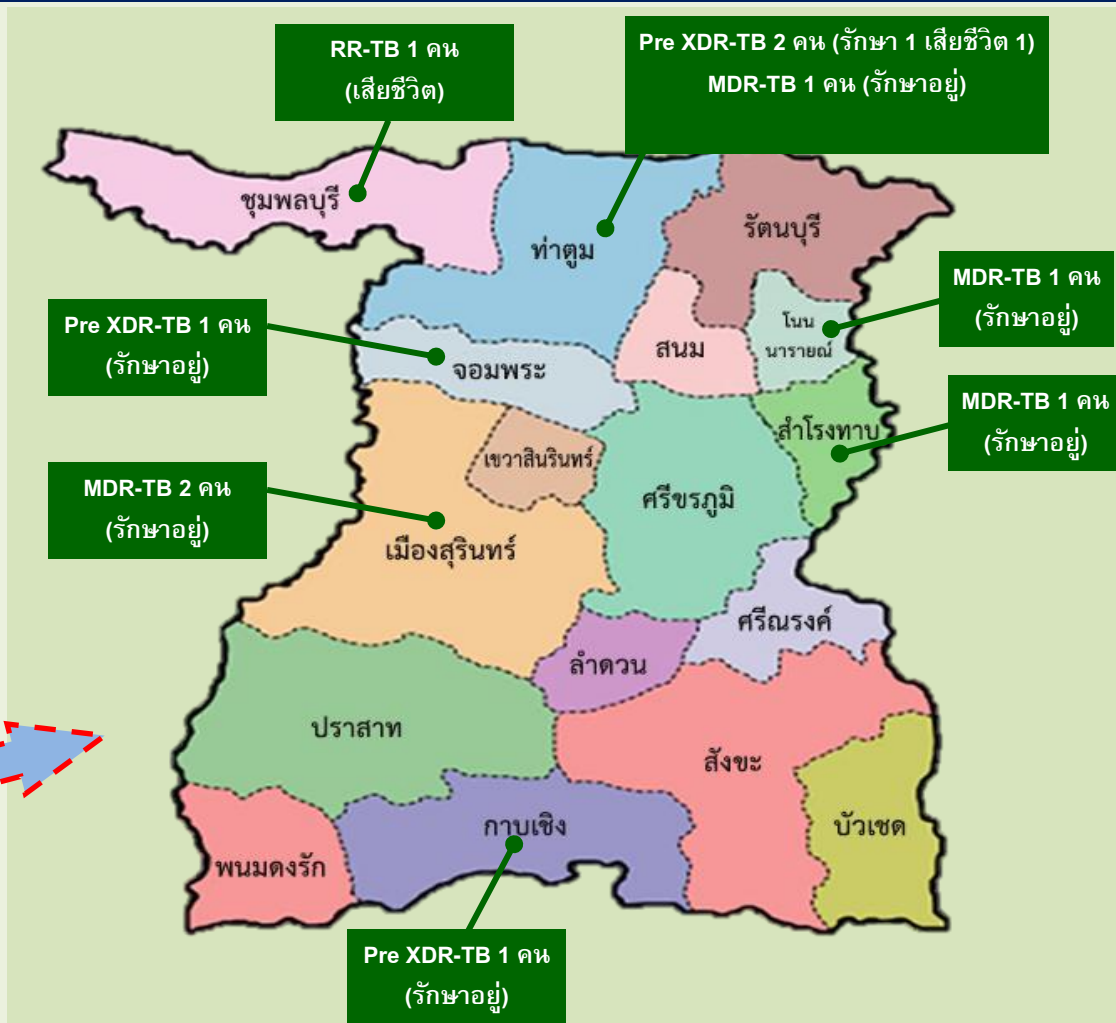 RR-TB 1 คน
(เสียชีวิต)
Pre XDR-TB 2 คน (รักษา 1 เสียชีวิต 1)
MDR-TB 1 คน (รักษาอยู่)
ชุมพลบุรี
ท่าตูม
รัตนบุรี
MDR-TB 1 คน
(รักษาอยู่)
Pre XDR-TB 1 คน
(รักษาอยู่)
จอมพระ
สนม
โนน
นารายณ์
MDR-TB 1 คน
(รักษาอยู่)
สำโรงทาบ
เขวาสินรินทร์
ศรีขรภูมิ
MDR-TB 2 คน
(รักษาอยู่)
เมืองสุรินทร์
ศรีณรงค์
ลำดวน
ปราสาท
สังขะ
กาบเชิง
บัวเชด
พนมดงรัก
Pre XDR-TB 1 คน
(รักษาอยู่)